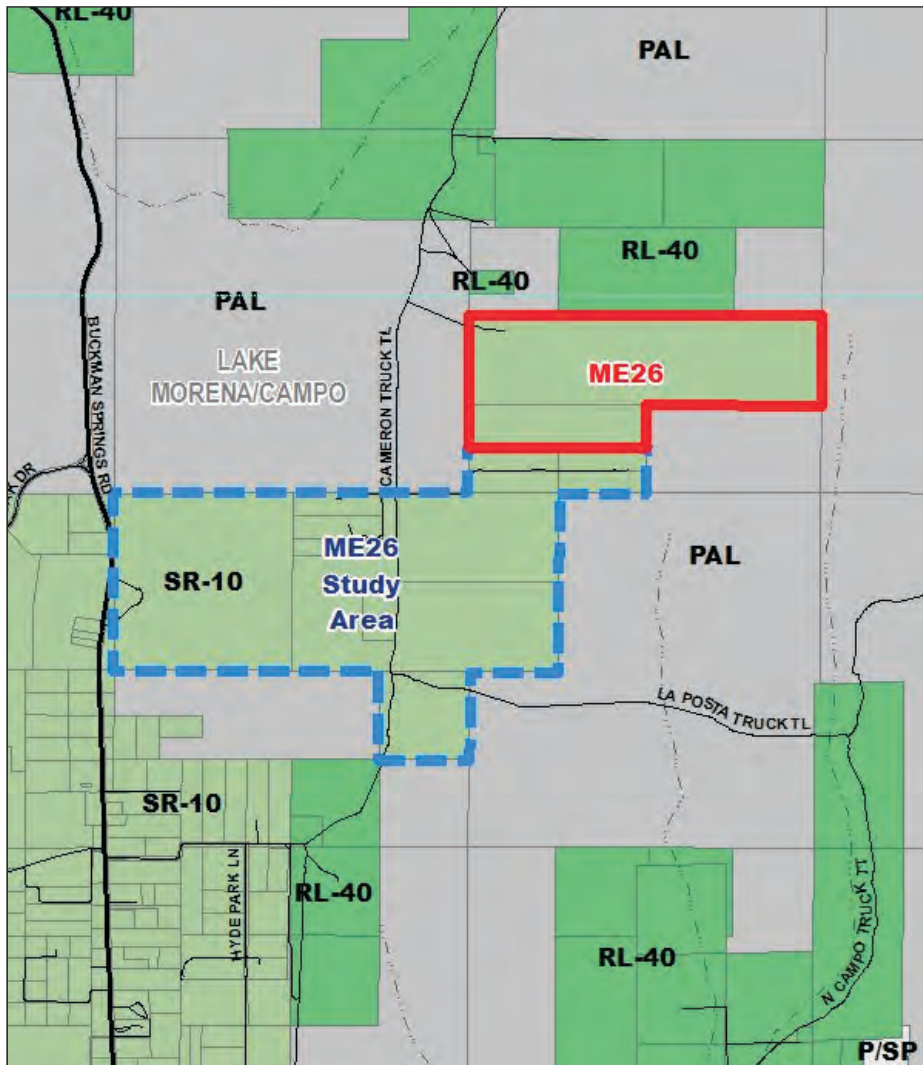 RL-40
PAL
RL-40
RL-40
PAL
LAKE
MORENA/CAMPO
BUCKMAN SPRINGS RD
CAMERON TRUCK TL
ME26
DR
SR-10
ME26
Study
Area
PAL
LA POSTA TRUCK TL
SR-10
HYDE PARK LN
RL-40
RL-40
N CAMPO TRUCK TT
P/SP